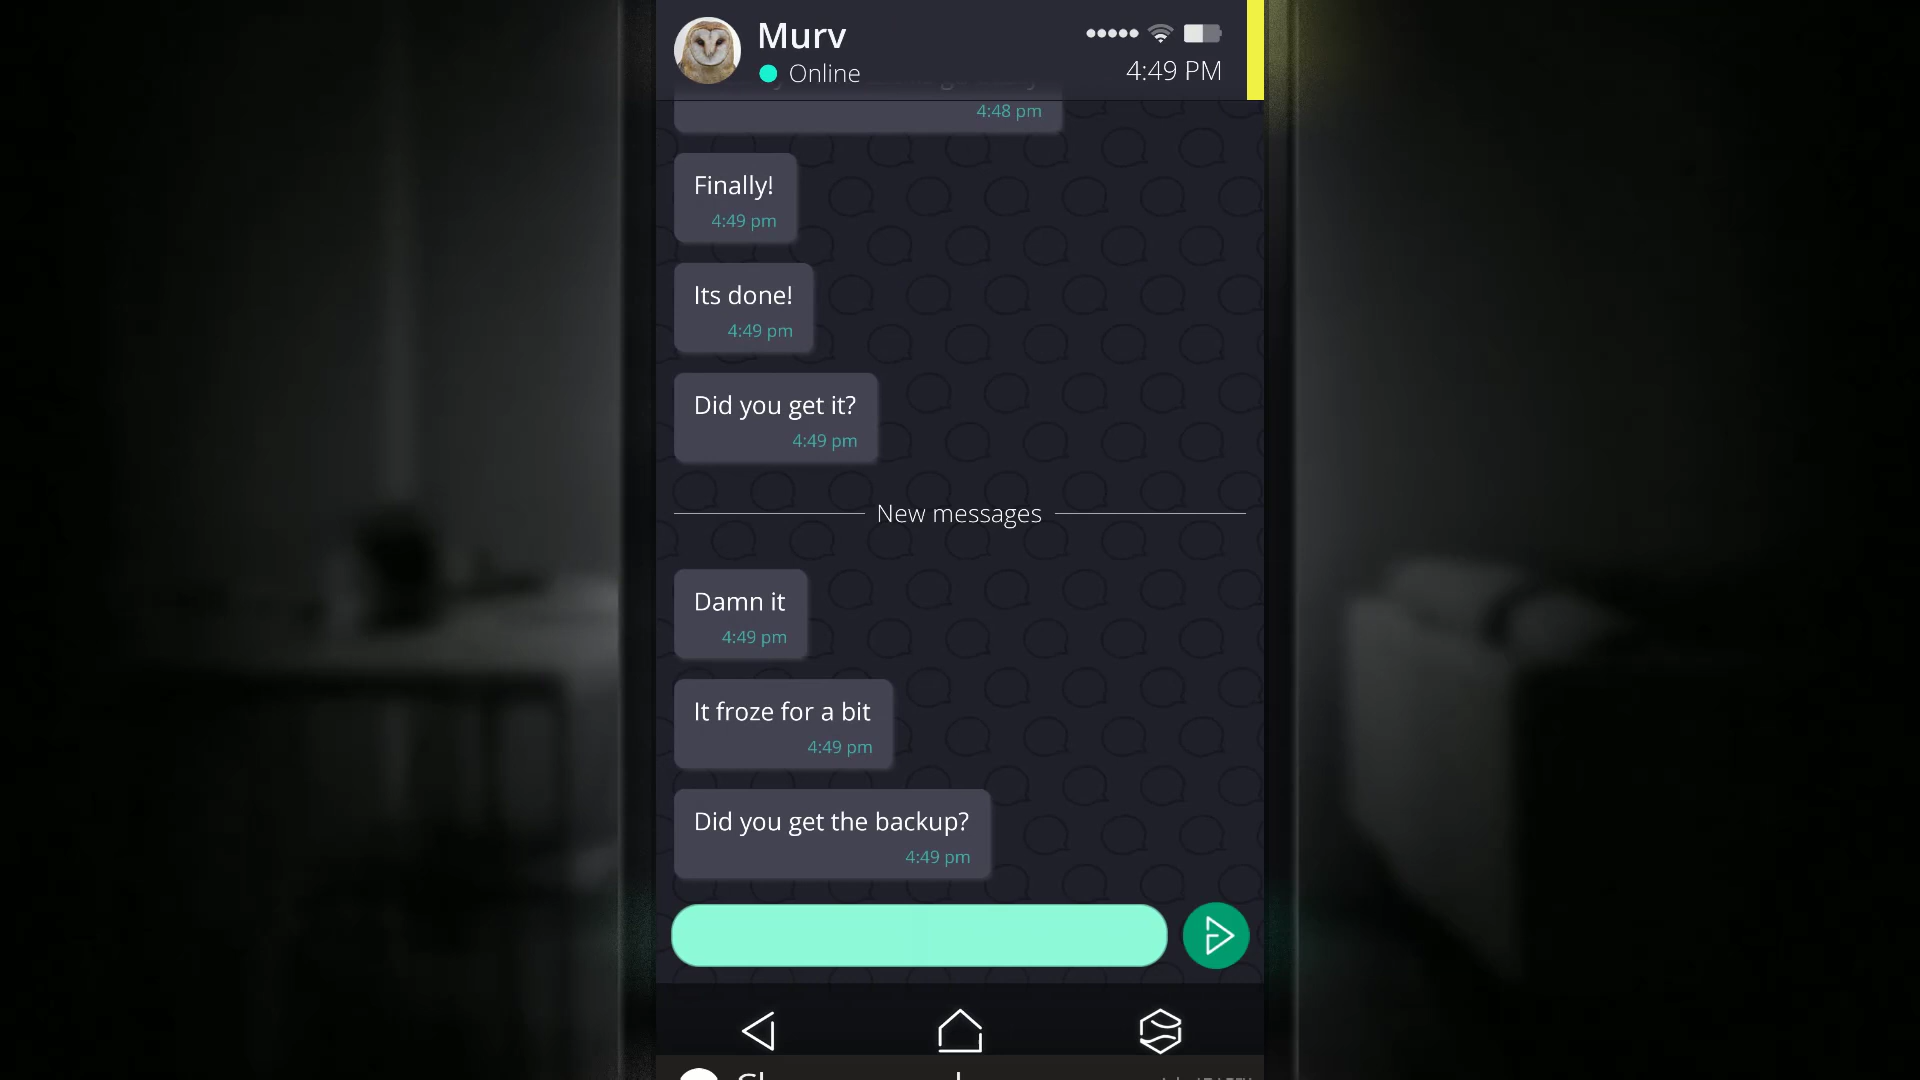 Murv
Online
4:49 PM
4:48 pm
Finally!
4:49 pm
Its done!
4:49 pm
Did you get it?
4:49 pm
New messages
Damn it
4:49 pm
It froze for a bit
4:49 pm
Did you get the backup?
4:49 pm